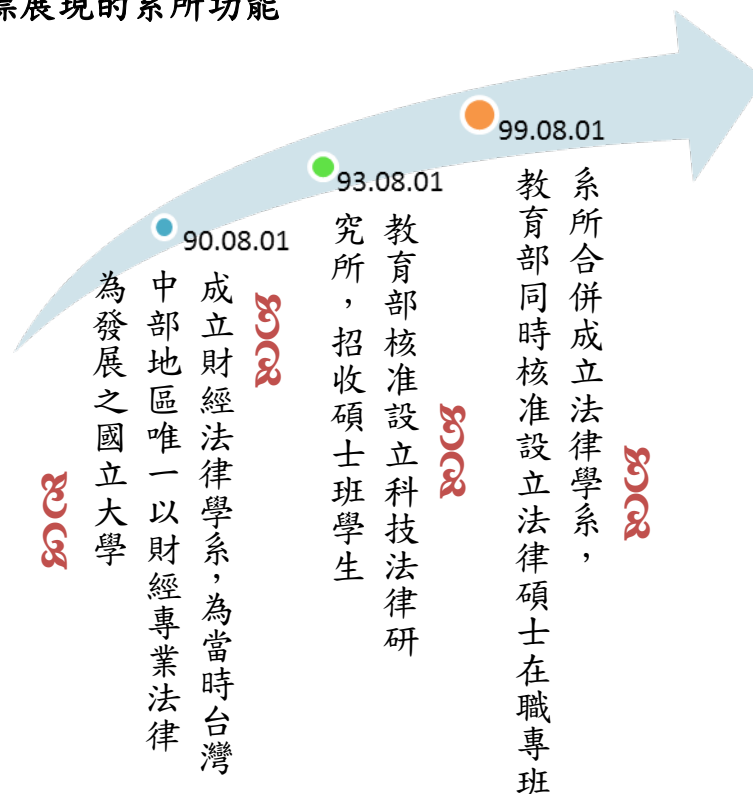 展現的系所功能
90.08.01
成立財經法律學系，為當時台灣
中部地區唯一以財經專業法律
為發展之國立大學
93.08.01
教育部核准設立科技法律研
究所，招收碩士班學生
99.08.01
系所合併成立法律學系，
教育部同時核准設立法律碩士在職專班